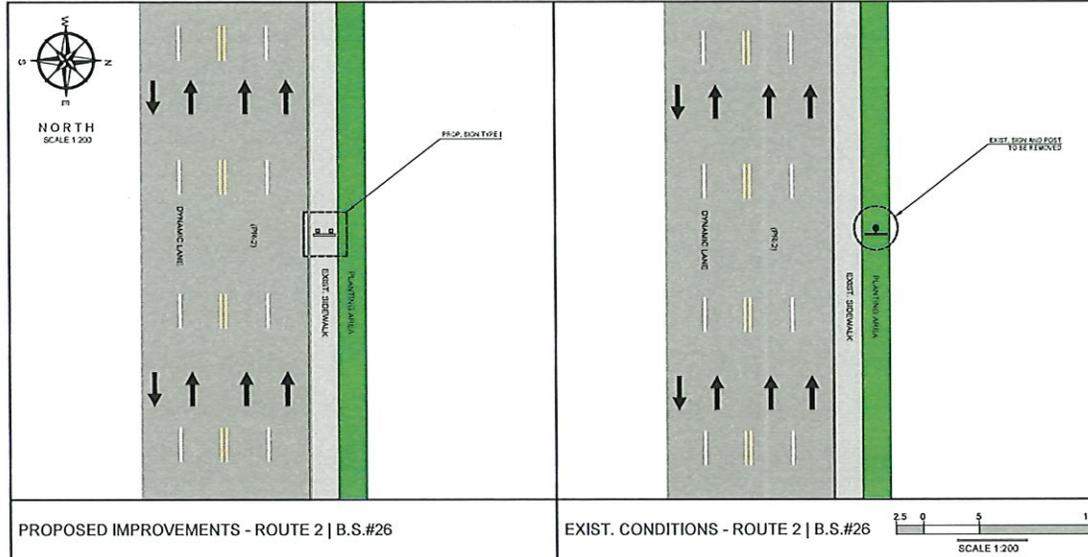 W
S
N
E
NORTH
SCALE 1:200
PROP. SIGN TYPE I
DYNAMIC LANE
(PR-2)
EXIST. SIDEWALK
PLANTING AREA
PROPOSED IMPROVEMENTS - ROUTE 2 | B.S.#26
EXIST. SIGN AND POST
TO BE REMOVED
DYNAMIC LANE
(PR-2)
EXIST. SIDEWALK
PLANTING AREA
EXIST. CONDITIONS - ROUTE 2 | B.S.#26
2.5 0 5
SCALE 1:200